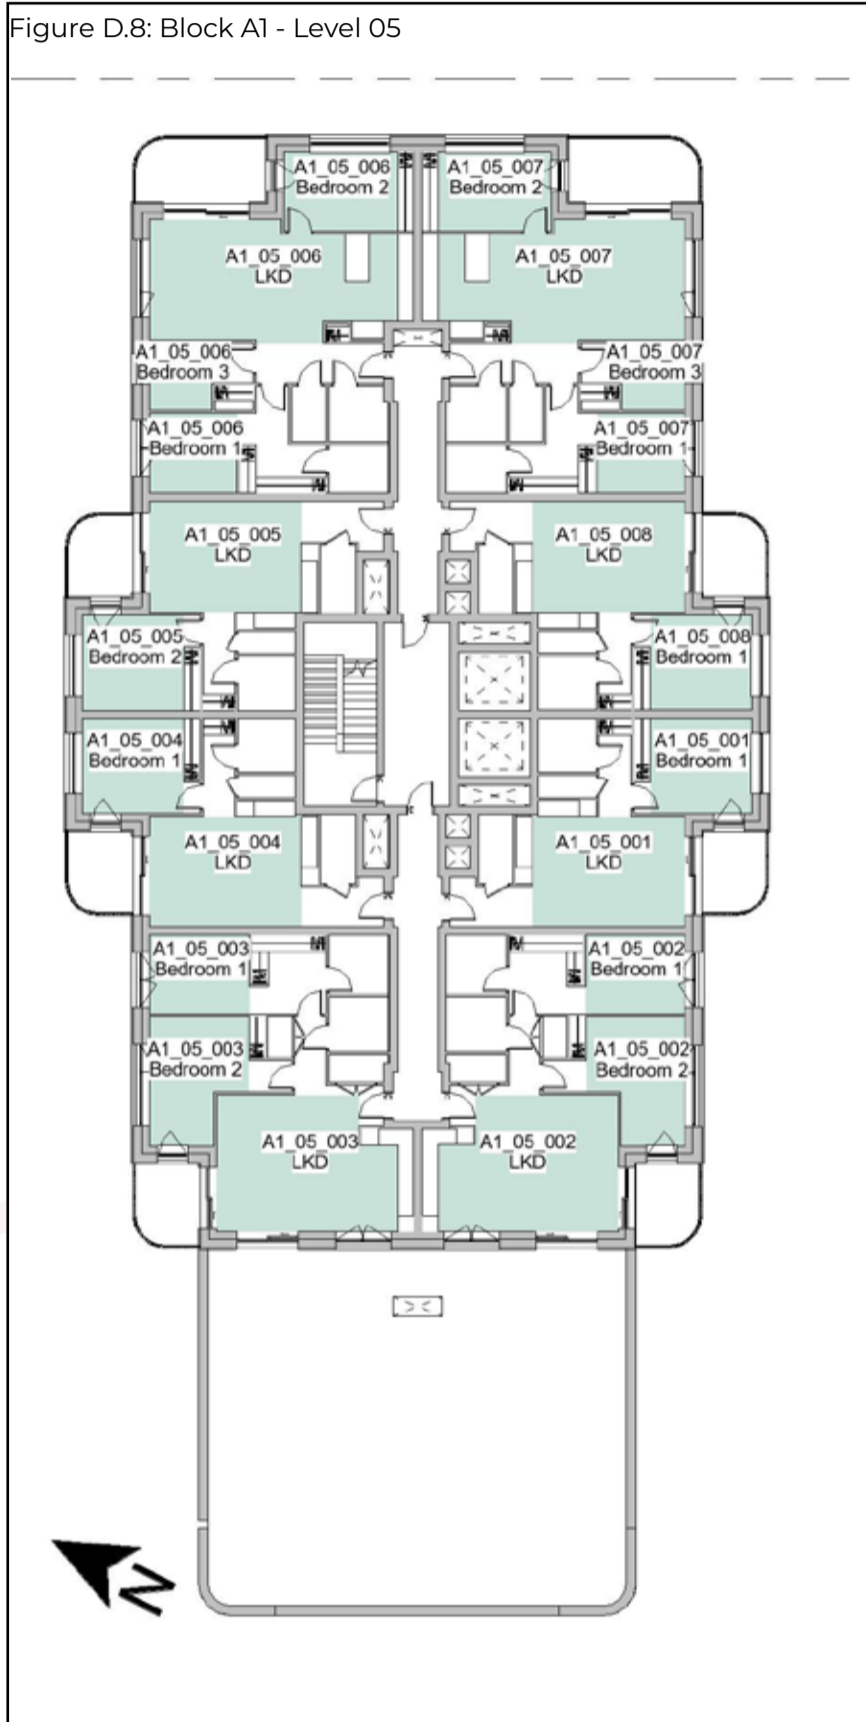 Figure D.8: Block A1 - Level 05
A1_05_006
Bedroom 2
A1_05_007
Bedroom 2
A1_05_006
LKD
A1_05_007
LKD
A1_05_006
Bedroom 3
A1_05_007
Bedroom 3
A1_05_006
Bedroom 1
A1_05_007
Bedroom 1
A1_05_005
LKD
A1_05_008
LKD
A1_05_005
Bedroom 2
A1_05_008
Bedroom 1
A1_05_004
Bedroom 1
A1_05_001
Bedroom 1
A1_05_004
LKD
A1_05_001
LKD
A1_05_003
Bedroom 1
A1_05_002
Bedroom 1
A1_05_003
Bedroom 2
A1_05_002
Bedroom 2
A1_05_003
LKD
A1_05_002
LKD
N